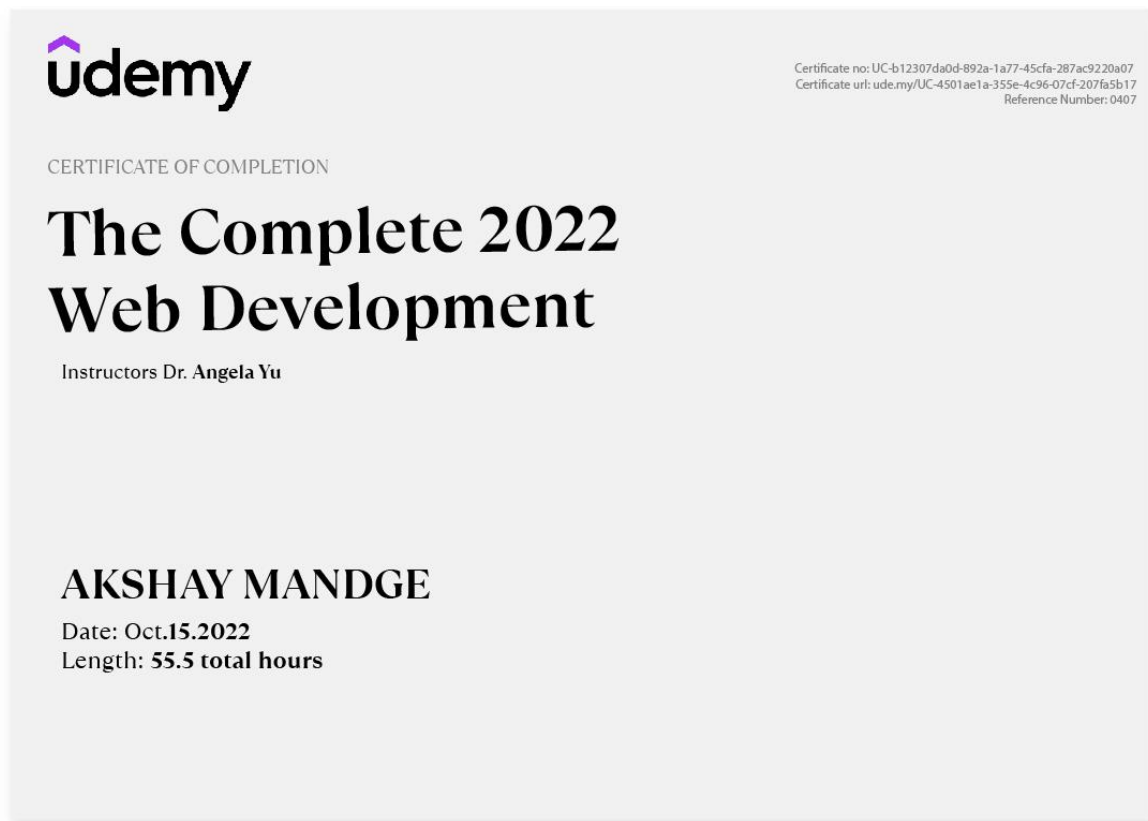 udemy
Certificate no: UC-b12307da0d-892a-1a77-45cfa-287ac9220a07
Certificate url: ude.my/UC-4501ae1a-355e-4c96-07cf-207fa5b17
Reference Number: 0407
CERTIFICATE OF COMPLETION
The Complete 2022
Web Development
Instructors Dr. Angela Yu
AKSHAY MANDGE
Date: Oct.15.2022
Length: 55.5 total hours